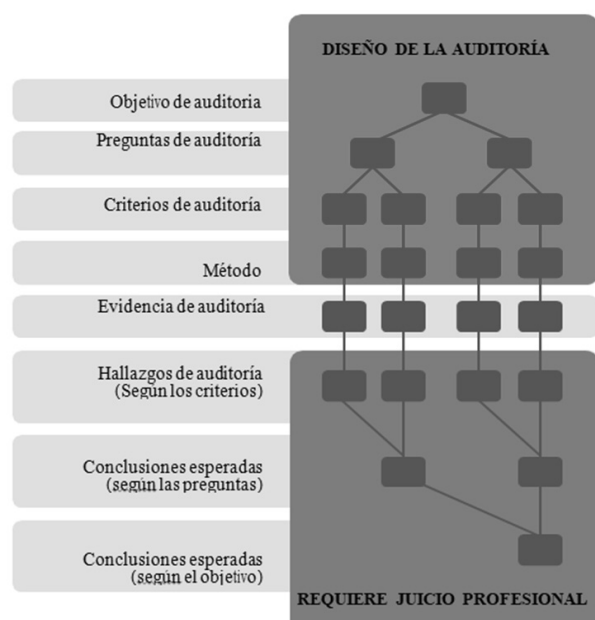 DISEÑO DE LA AUDITORÍA
Objetivo de auditoria
Preguntas de auditoría
Criterios de auditoría
Método
Evidencia de auditoría
Hallazgos de auditoría
(Según los criterios)
Conclusiones esperadas
(según las preguntas)
Conclusiones esperadas
(según el objetivo)
REQUIERE JUICIO PROFESIONAL